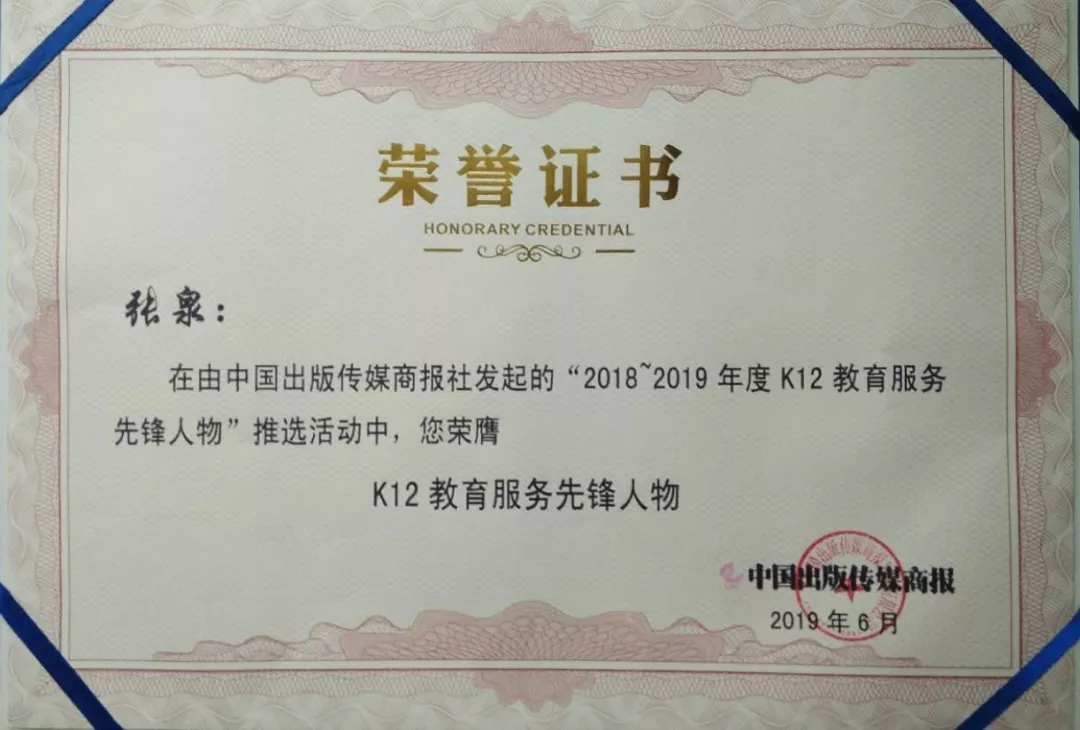 荣誉证书
HONORARY CREDENTIAL
张泉：
在由中国出版传媒商报社发起的“2018~2019 年度 K12 教育服务
先锋人物”推选活动中，您荣膺
K12 教育服务先锋人物
中国出版传媒商报
2019 年 6 月